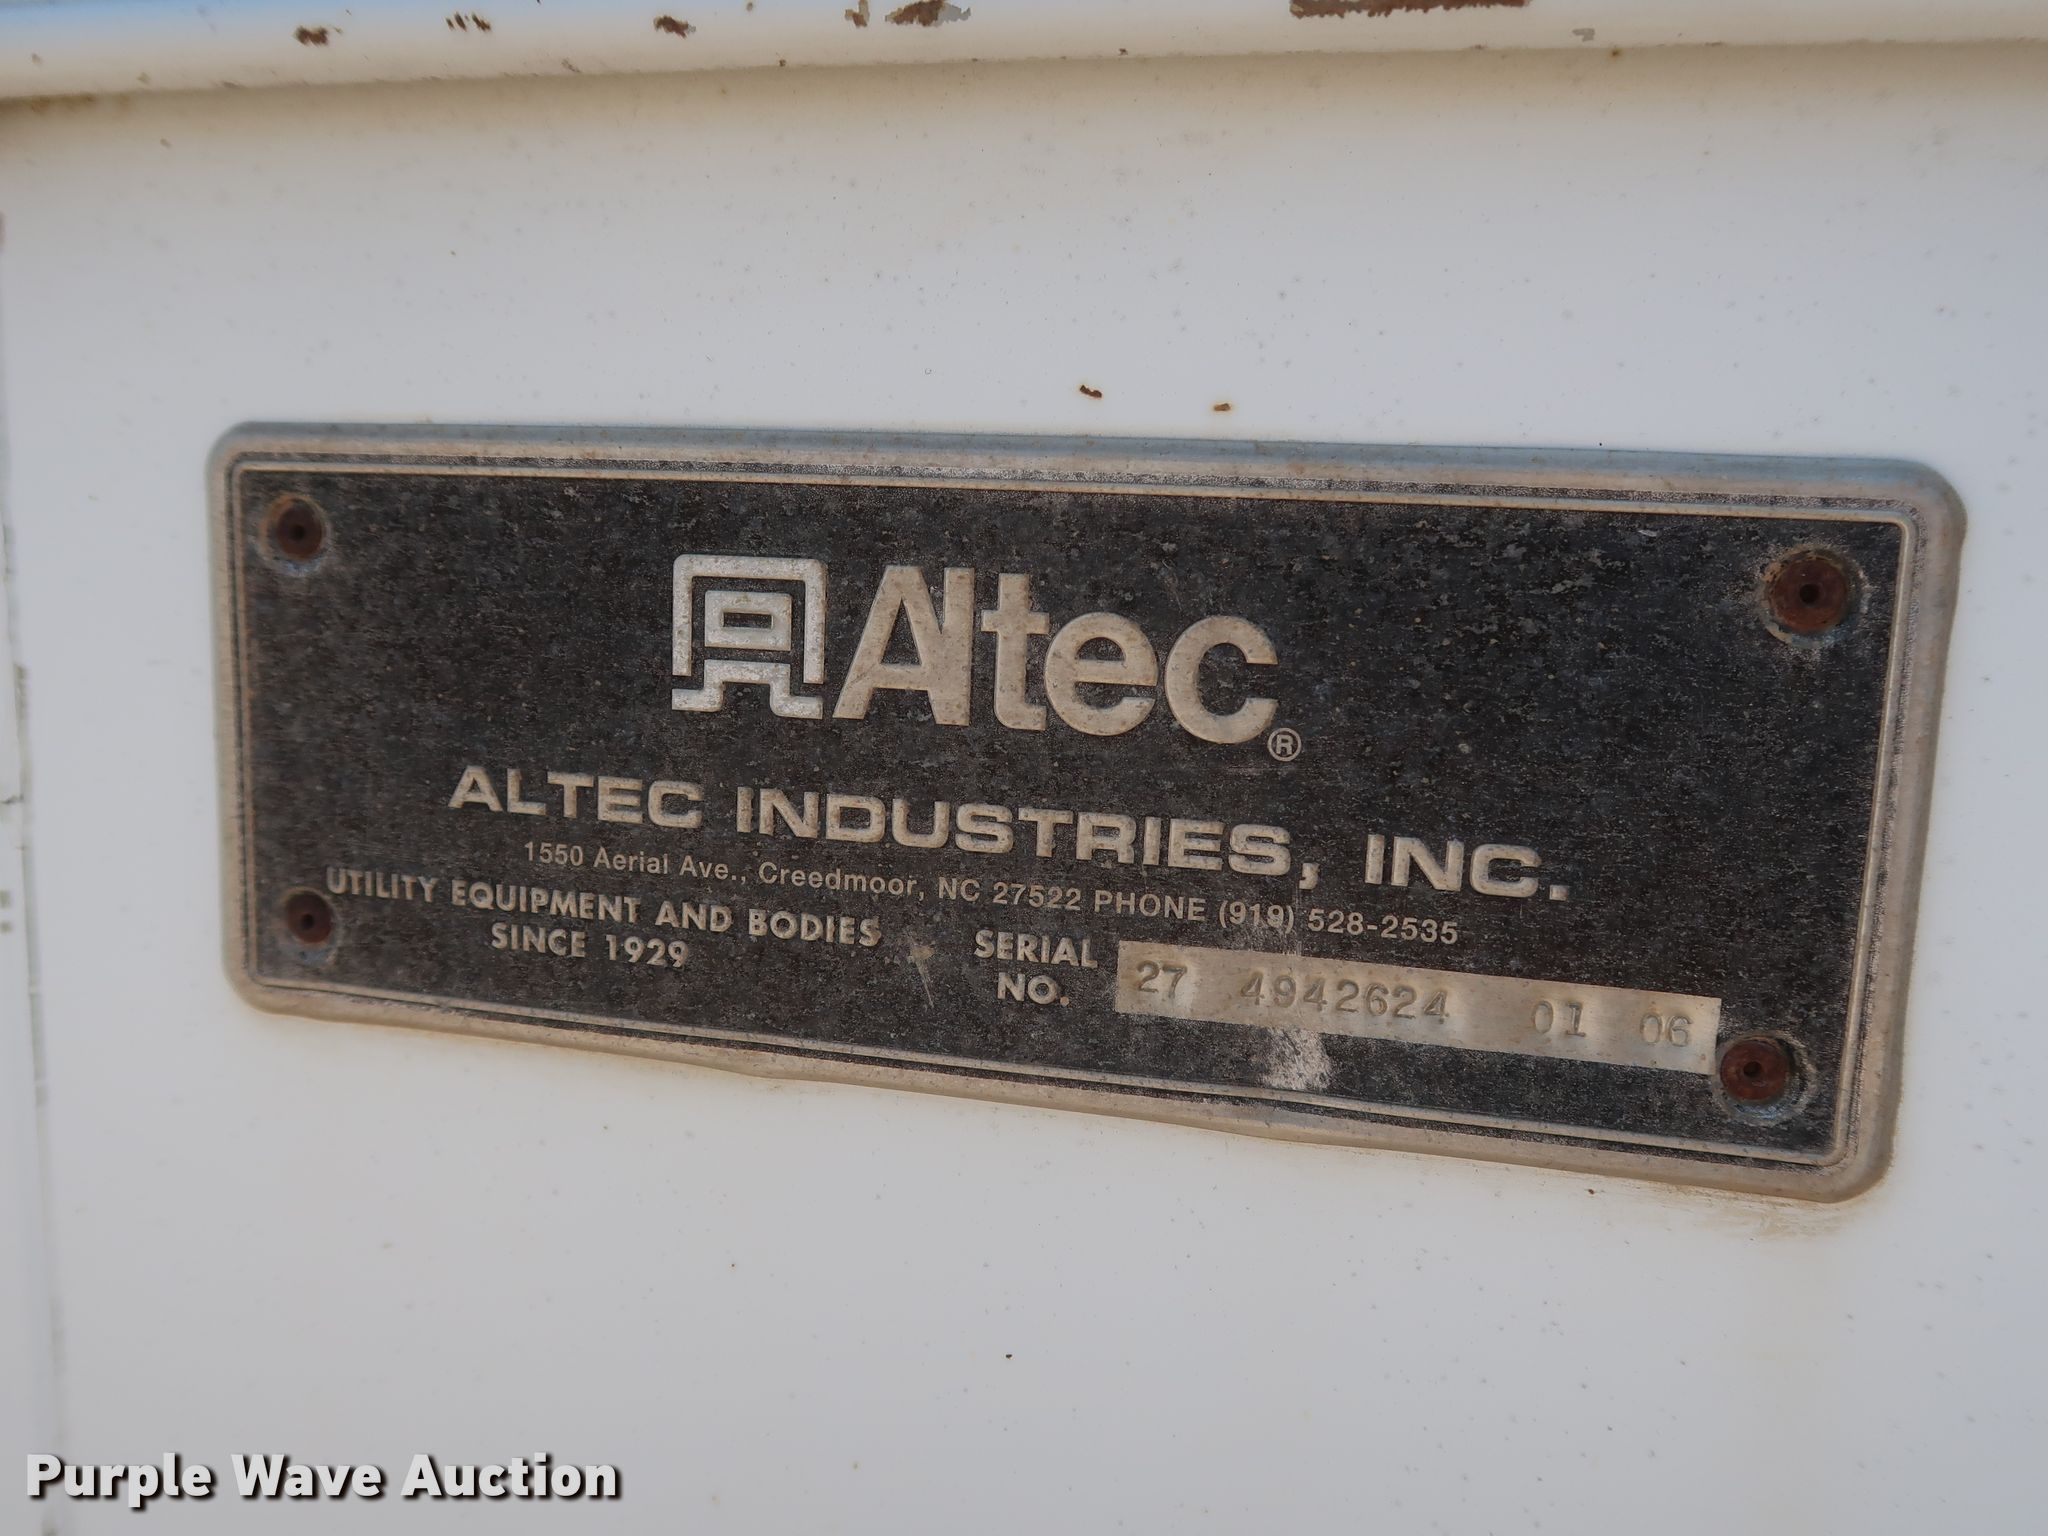 Altec®
ALTEC INDUSTRIES, INC.
1550 Aerial Ave., Creedmoor, NC 27522 PHONE (919) 528-2535
UTILITY EQUIPMENT AND BODIES
SINCE 1929
SERIAL
NO.
27 4942624 01 06
Purple Wave Auction